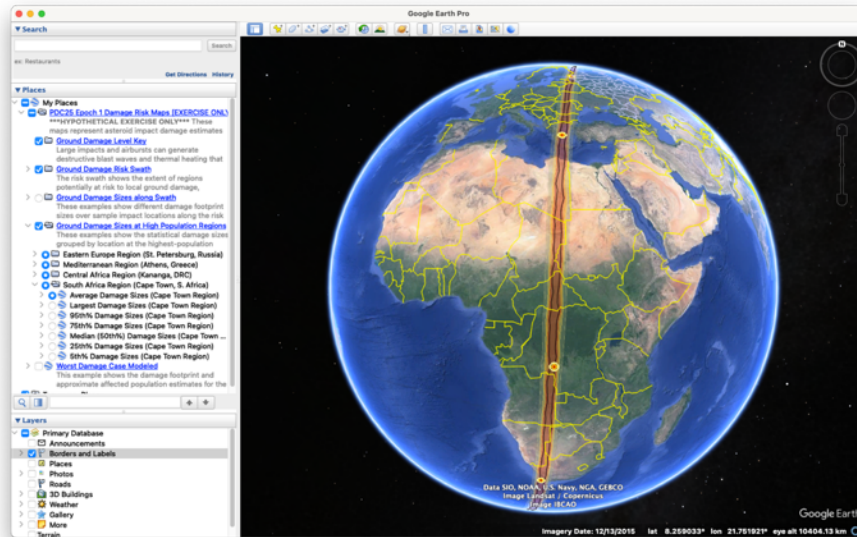 Google Earth Pro
Search
Search
ex: Restaurants
Get Directions History
Places
My Places
PDC25 Epoch 1 Damage Risk Maps [EXERCISE ONLY
***HYPOTHETICAL EXERCISE ONLY*** These
maps represent asteroid impact damage estimates
Ground Damage Level Key
Large impacts and airbursts can generate
destructive blast waves and thermal heating that
Ground Damage Risk Swath
The risk swath shows the extent of regions
potentially at risk to local ground damage,
Ground Damage Sizes along Swath
These examples show different damage footprint
sizes over sample impact locations along the risk
Ground Damage Sizes at High Population Regions
These examples show the statistical damage sizes
grouped by location at the highest-population
Eastern Europe Region (St. Petersburg, Russia)
Mediterranean Region (Athens, Greece)
Central Africa Region (Kananga, DRC)
South Africa Region (Cape Town, S. Africa)
Average Damage Sizes (Cape Town Region)
Largest Damage Sizes (Cape Town Region)
95th% Damage Sizes (Cape Town Region)
75th% Damage Sizes (Cape Town Region)
Median (50th%) Damage Sizes (Cape Town ...
25th% Damage Sizes (Cape Town Region)
5th% Damage Sizes (Cape Town Region)
Worst Damage Case Modeled
This example shows the damage footprint and
approximate affected population estimates for the
Layers
Primary Database
Announcements
Borders and Labels
Places
Photos
Roads
3D Buildings
Weather
Gallery
More
Terrain
N
Data SIO, NOAA, U.S. Navy, NGA, GEBCO
Image Landsat / Copernicus
Image IBCAO
Google Earth
Imagery Date: 12/13/2015 lat 8.259033° lon 21.751921° eye alt 10404.13 km